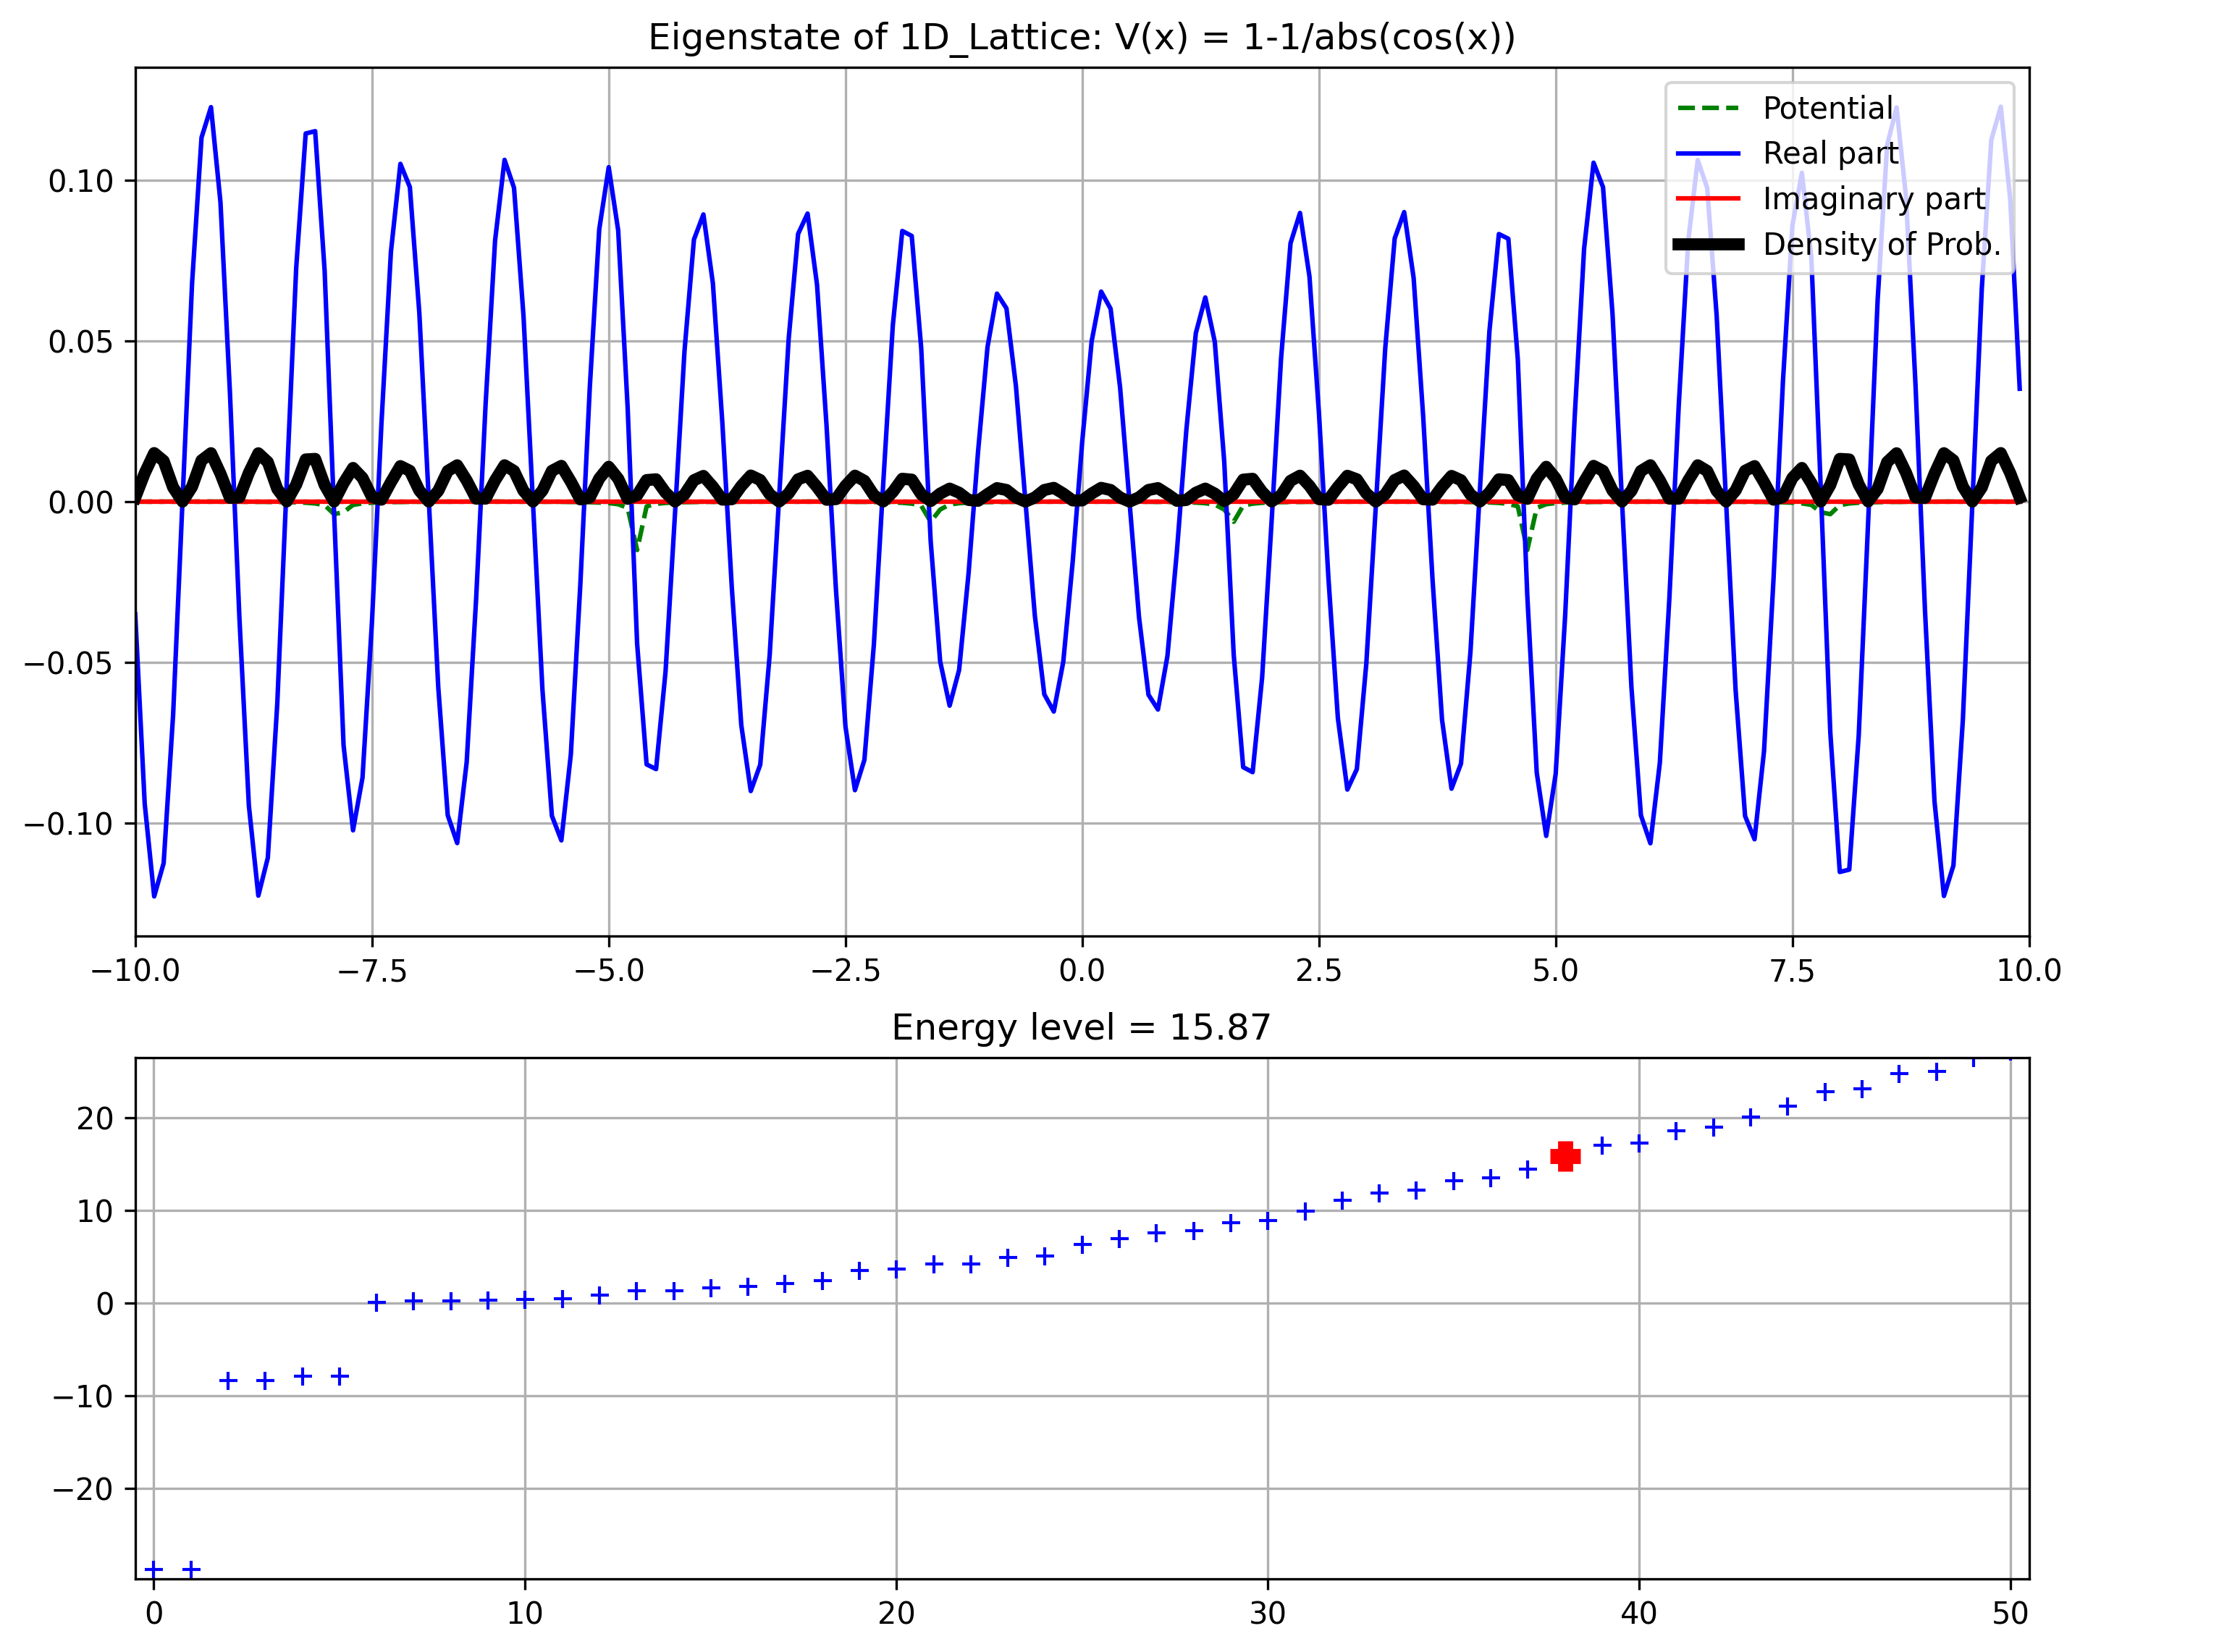 Eigenstate of 1D_Lattice: V(x) = 1-1/abs(cos(x))
Potential
Real part
Imaginary part
Density of Prob.
0.10
0.05
0.00
−0.05
−0.10
−10.0 −7.5 −5.0 −2.5 0.0 2.5 5.0 7.5 10.0
Energy level = 15.87
20
10
0
−10
−20
0 10 20 30 40 50